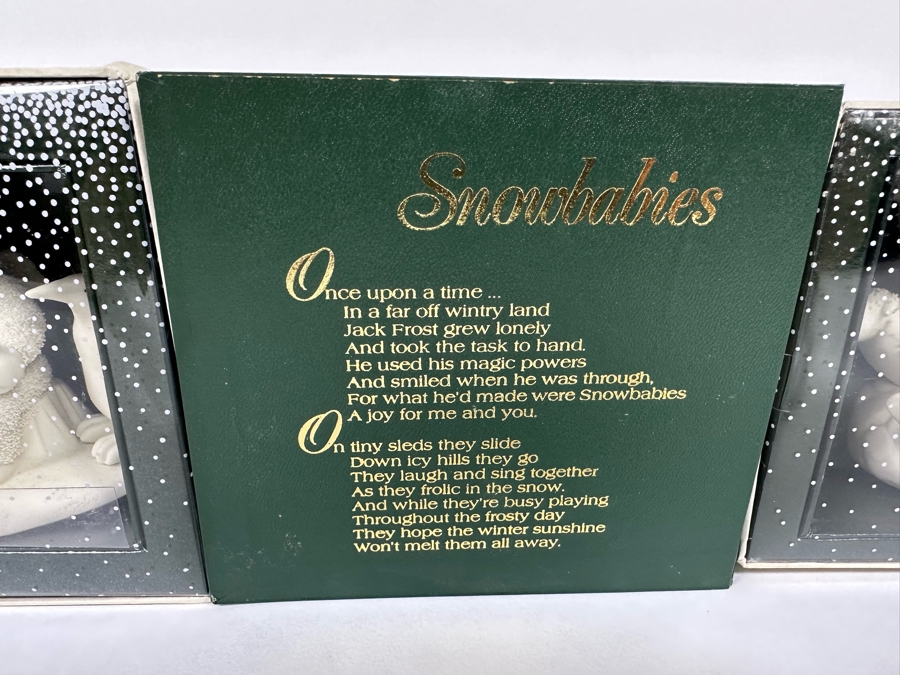 Snowbabies
Once upon a time ...
In a far off wintry land
Jack Frost grew lonely
And took the task to hand.
He used his magic powers
And smiled when he was through,
For what he'd made were Snowbabies
A joy for me and you.
On tiny sleds they slide
Down icy hills they go
They laugh and sing together
As they frolic in the snow.
And while they're busy playing
Throughout the frosty day
They hope the winter sunshine
Won't melt them all away.